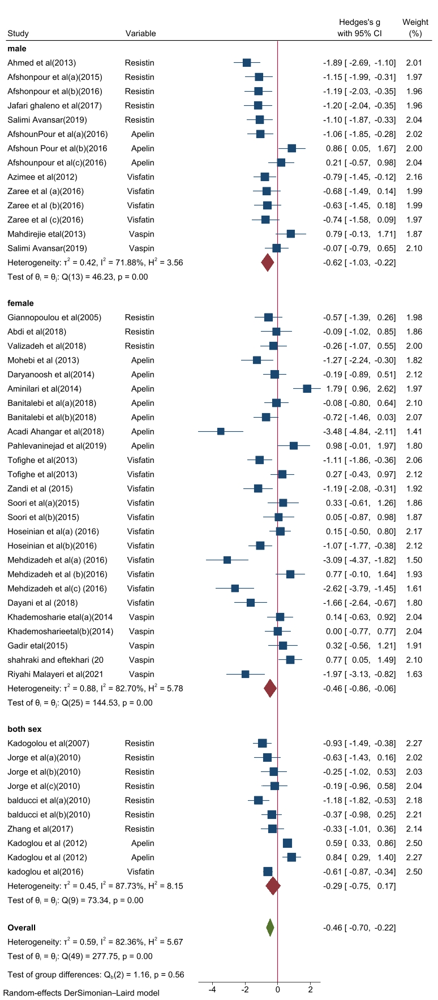 Hedges's g Weight
Study Variable with 95% CI (%)
male
Ahmed et al(2013) Resistin -1.89 [ -2.69, -1.10] 2.01
Afshonpour et al(a)(2015) Resistin -1.15 [ -1.99, -0.31] 1.97
Afshonpour et al(b)(2016) Resistin -1.19 [ -2.03, -0.35] 1.96
Jafari ghaleno et al(2017) Resistin -1.20 [ -2.04, -0.35] 1.96
Salimi Avansar(2019) Resistin -1.10 [ -1.87, -0.33] 2.04
AfshounPour et al(a)(2016) Apelin -1.06 [ -1.85, -0.28] 2.02
Afshoun Pour et al(b)(2016 Apelin 0.86 [ 0.05, 1.67] 2.00
Afshounpour et al(c)(2016) Apelin 0.21 [ -0.57, 0.98] 2.04
Azimee et al(2012) Visfatin -0.79 [ -1.45, -0.12] 2.16
Zaree et al (a)(2016) Visfatin -0.68 [ -1.49, 0.14] 1.99
Zaree et al (b)(2016) Visfatin -0.63 [ -1.45, 0.18] 1.99
Zaree et al (c)(2016) Visfatin -0.74 [ -1.58, 0.09] 1.97
Mahdirejie etal(2013) Vaspin 0.79 [ -0.13, 1.71] 1.87
Salimi Avansar(2019) Vaspin -0.07 [ -0.79, 0.65] 2.10
Heterogeneity: τ² = 0.42, I² = 71.88%, H² = 3.56 -0.62 [ -1.03, -0.22]
Test of θᵢ = θⱼ: Q(13) = 46.23, p = 0.00
female
Giannopoulou et al(2005) Resistin -0.57 [ -1.39, 0.26] 1.98
Abdi et al(2018) Resistin -0.09 [ -1.02, 0.85] 1.86
Valizadeh et al(2018) Resistin -0.26 [ -1.07, 0.55] 2.00
Mohebi et al (2013) Apelin -1.27 [ -2.24, -0.30] 1.82
Daryanoosh et al(2014) Apelin -0.19 [ -0.89, 0.51] 2.12
Aminilari et al(2014) Apelin 1.79 [ 0.96, 2.62] 1.97
Banitalebi et al(a)(2018) Apelin -0.08 [ -0.80, 0.64] 2.10
Banitalebi et al(b)(2018) Apelin -0.72 [ -1.46, 0.03] 2.07
Acadi Ahangar et al(2018) Apelin -3.48 [ -4.84, -2.11] 1.41
Pahlevaninejad et al(2019) Apelin 0.98 [ -0.01, 1.97] 1.80
Tofighe et al(2013) Visfatin -1.11 [ -1.86, -0.36] 2.06
Tofighe et al(2013) Visfatin 0.27 [ -0.43, 0.97] 2.12
Zandi et al (2015) Visfatin -1.19 [ -2.08, -0.31] 1.92
Soori et al(a)(2015) Visfatin 0.33 [ -0.61, 1.26] 1.86
Soori et al(b)(2015) Visfatin 0.05 [ -0.87, 0.98] 1.87
Hoseinian et al(a) (2016) Visfatin 0.15 [ -0.50, 0.80] 2.17
Hoseinian et al(b)(2016) Visfatin -1.07 [ -1.77, -0.38] 2.12
Mehdizadeh et al(a) (2016) Visfatin -3.09 [ -4.37, -1.82] 1.50
Mehdizadeh et al (b)(2016) Visfatin 0.77 [ -0.10, 1.64] 1.93
Mehdizadeh et al(c) (2016) Visfatin -2.62 [ -3.79, -1.45] 1.61
Dayani et al (2018) Visfatin -1.66 [ -2.64, -0.67] 1.80
Khademosharie etal(a)(2014 Vaspin 0.14 [ -0.63, 0.92] 2.04
Khademosharieetal(b)(2014) Vaspin 0.00 [ -0.77, 0.77] 2.04
Gadir etal(2015) Vaspin 0.32 [ -0.56, 1.21] 1.91
shahraki and eftekhari (20 Vaspin 0.77 [ 0.05, 1.49] 2.10
Riyahi Malayeri et al(2021 Vaspin -1.97 [ -3.13, -0.82] 1.63
Heterogeneity: τ² = 0.88, I² = 82.70%, H² = 5.78 -0.46 [ -0.86, -0.06]
Test of θᵢ = θⱼ: Q(25) = 144.53, p = 0.00
both sex
Kadogolou et al(2007) Resistin -0.93 [ -1.49, -0.38] 2.27
Jorge et al(a)(2010) Resistin -0.63 [ -1.43, 0.16] 2.02
Jorge et al(b)(2010) Resistin -0.25 [ -1.02, 0.53] 2.03
Jorge et al(c)(2010) Resistin -0.19 [ -0.96, 0.58] 2.04
balducci et al(a)(2010) Resistin -1.18 [ -1.82, -0.53] 2.18
balducci et al(b)(2010) Resistin -0.37 [ -0.98, 0.25] 2.21
Zhang et al(2017) Resistin -0.33 [ -1.01, 0.36] 2.14
Kadoglou et al (2012) Apelin 0.59 [ 0.33, 0.86] 2.50
Kadoglou et al (2012) Apelin 0.84 [ 0.29, 1.40] 2.27
kadoglou et al(2016) Visfatin -0.61 [ -0.87, -0.34] 2.50
Heterogeneity: τ² = 0.45, I² = 87.73%, H² = 8.15 -0.29 [ -0.75, 0.17]
Test of θᵢ = θⱼ: Q(9) = 73.34, p = 0.00
Overall -0.46 [ -0.70, -0.22]
Heterogeneity: τ² = 0.59, I² = 82.36%, H² = 5.67
Test of θᵢ = θⱼ: Q(49) = 277.75, p = 0.00
Test of group differences: Q_b(2) = 1.16, p = 0.56
-4 -2 0 2
Random-effects DerSimonian–Laird model